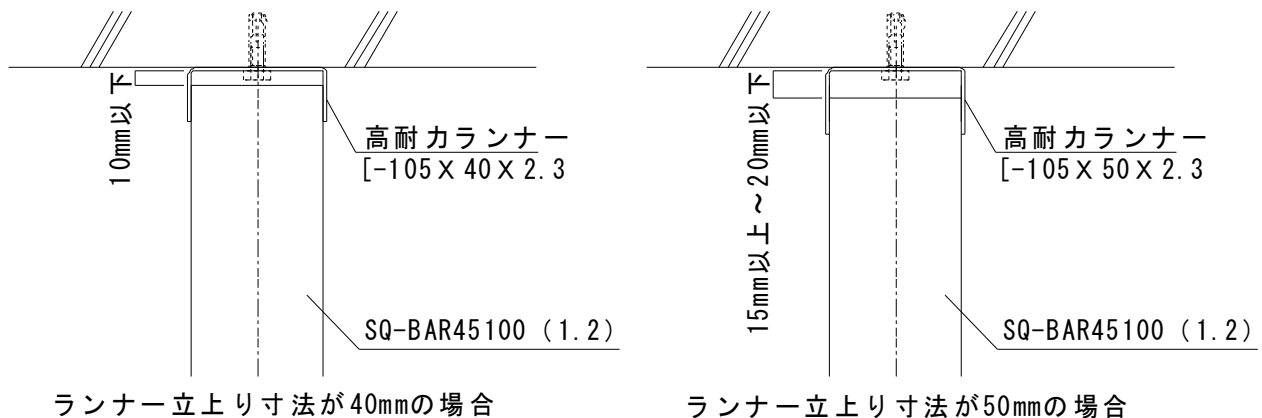 10mm以下
高耐力ランナー
[-105X40X2.3
SQ-BAR45100（1.2）
ランナー立上り寸法が40mmの場合
15mm以上～20mm以下
高耐力ランナー
[-105X50X2.3
SQ-BAR45100（1.2）
ランナー立上り寸法が50mmの場合